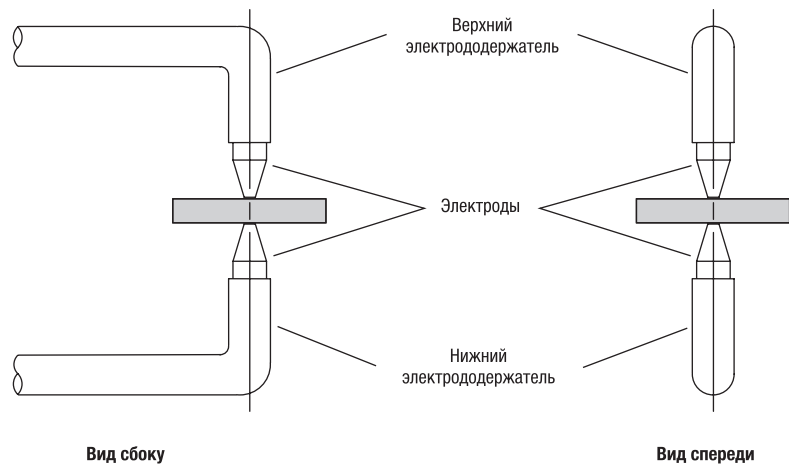 Верхний
электрододержатель
Электроды
Нижний
электрододержатель
Вид сбоку
Вид спереди